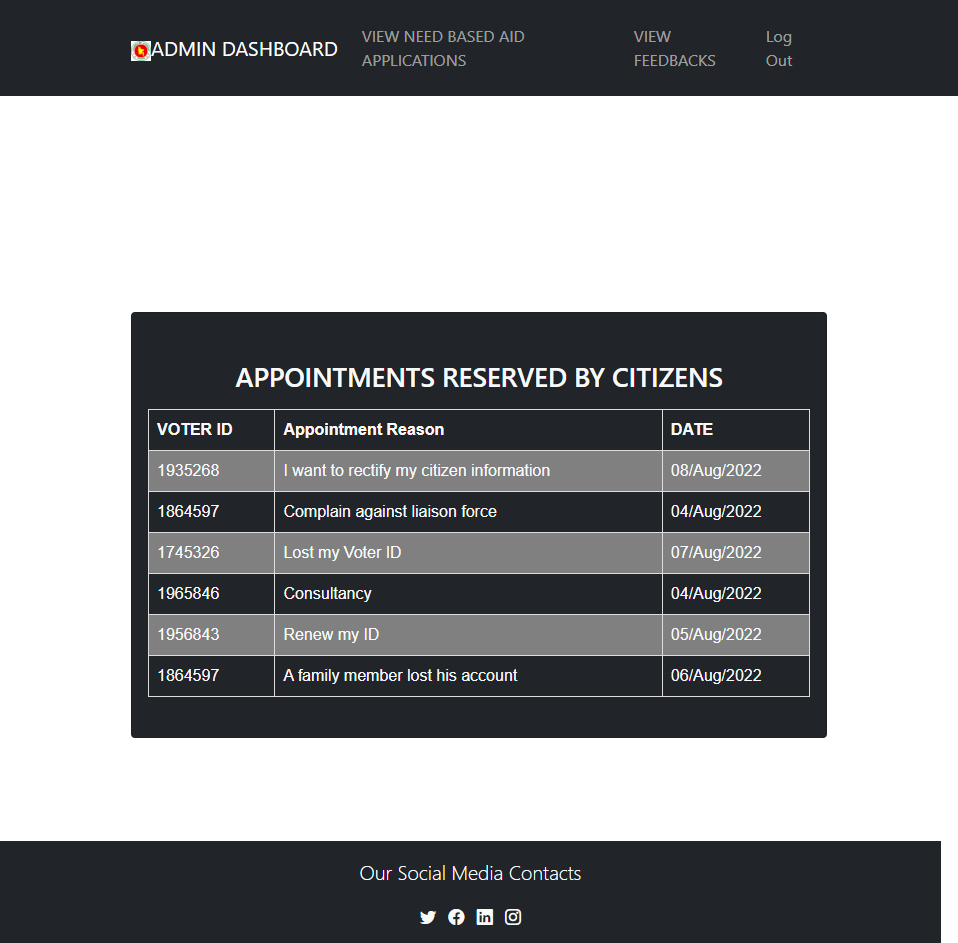 ADMIN DASHBOARD
VIEW NEED BASED AID
APPLICATIONS
VIEW
FEEDBACKS
Log
Out
APPOINTMENTS RESERVED BY CITIZENS
VOTER ID Appointment Reason DATE
1935268 I want to rectify my citizen information 08/Aug/2022
1864597 Complain against liaison force 04/Aug/2022
1745326 Lost my Voter ID 07/Aug/2022
1965846 Consultancy 04/Aug/2022
1956843 Renew my ID 05/Aug/2022
1864597 A family member lost his account 06/Aug/2022
Our Social Media Contacts